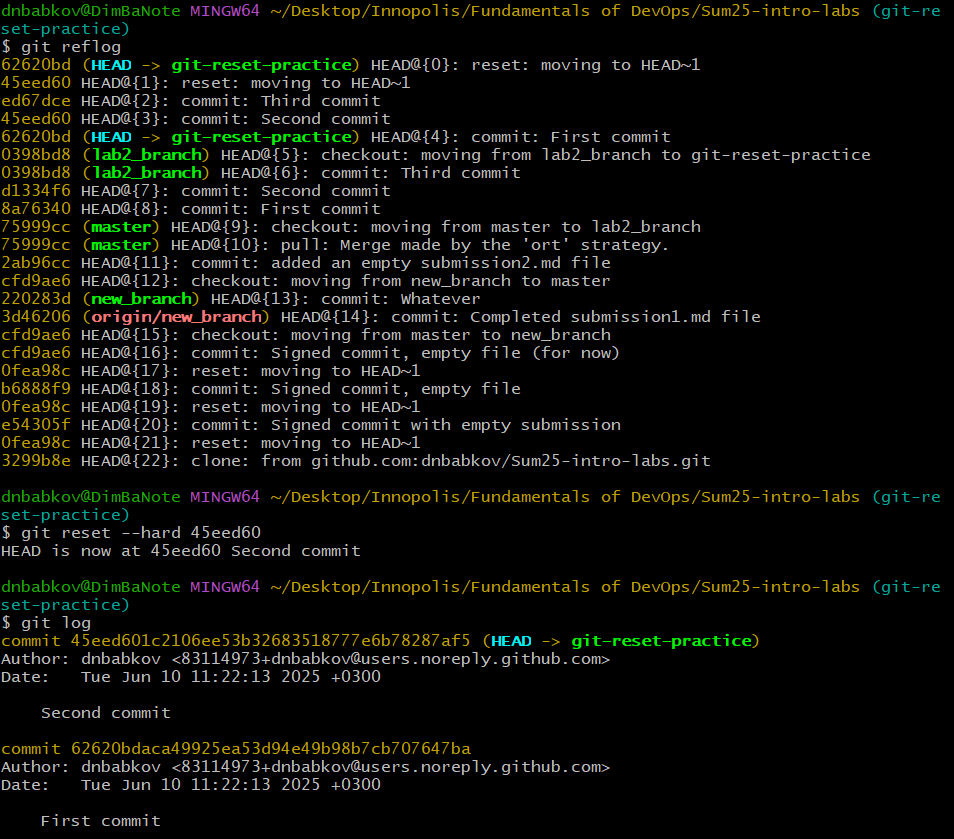 dnbabkov@DimBaNote MINGW64 ~/Desktop/Innopolis/Fundamentals of DevOps/Sum25-intro-labs (git-re
set-practice)
$ git reflog
62620bd (HEAD -> git-reset-practice) HEAD@{0}: reset: moving to HEAD~1
45eed60 HEAD@{1}: reset: moving to HEAD~1
ed67dce HEAD@{2}: commit: Third commit
45eed60 HEAD@{3}: commit: Second commit
62620bd (HEAD -> git-reset-practice) HEAD@{4}: commit: First commit
0398bd8 (lab2_branch) HEAD@{5}: checkout: moving from lab2_branch to git-reset-practice
0398bd8 (lab2_branch) HEAD@{6}: commit: Third commit
d1334f6 HEAD@{7}: commit: Second commit
8a76340 HEAD@{8}: commit: First commit
75999cc (master) HEAD@{9}: checkout: moving from master to lab2_branch
75999cc (master) HEAD@{10}: pull: Merge made by the 'ort' strategy.
2ab96cc HEAD@{11}: commit: added an empty submission2.md file
cfd9ae6 HEAD@{12}: checkout: moving from new_branch to master
220283d (new_branch) HEAD@{13}: commit: Whatever
3d46206 (origin/new_branch) HEAD@{14}: commit: Completed submission1.md file
cfd9ae6 HEAD@{15}: checkout: moving from master to new_branch
cfd9ae6 HEAD@{16}: commit: Signed commit, empty file (for now)
0fea98c HEAD@{17}: reset: moving to HEAD~1
b6888f9 HEAD@{18}: commit: Signed commit, empty file
0fea98c HEAD@{19}: reset: moving to HEAD~1
e54305f HEAD@{20}: commit: Signed commit with empty submission
0fea98c HEAD@{21}: reset: moving to HEAD~1
3299b8e HEAD@{22}: clone: from github.com:dnbabkov/Sum25-intro-labs.git
dnbabkov@DimBaNote MINGW64 ~/Desktop/Innopolis/Fundamentals of DevOps/Sum25-intro-labs (git-re
set-practice)
$ git reset --hard 45eed60
HEAD is now at 45eed60 Second commit
dnbabkov@DimBaNote MINGW64 ~/Desktop/Innopolis/Fundamentals of DevOps/Sum25-intro-labs (git-re
set-practice)
$ git log
commit 45eed601c2106ee53b32683518777e6b78287af5 (HEAD -> git-reset-practice)
Author: dnbabkov <83114973+dnbabkov@users.noreply.github.com>
Date:   Tue Jun 10 11:22:13 2025 +0300
Second commit
commit 62620bdaca49925ea53d94e49b98b7cb707647ba
Author: dnbabkov <83114973+dnbabkov@users.noreply.github.com>
Date:   Tue Jun 10 11:22:13 2025 +0300
First commit